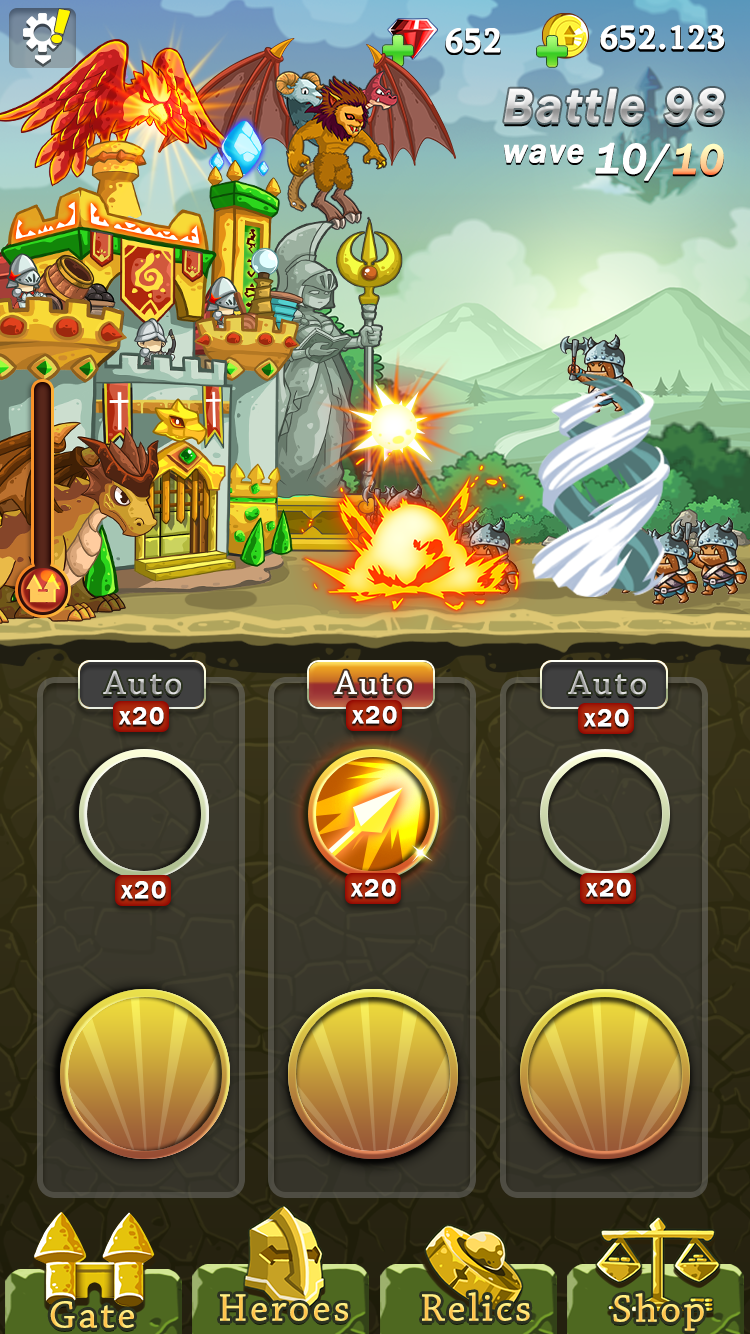 652
652.123
Battle 98
wave 10/10
Auto
Auto
Auto
x20
x20
x20
x20
x20
x20
Gate
Heroes
Relics
Shop